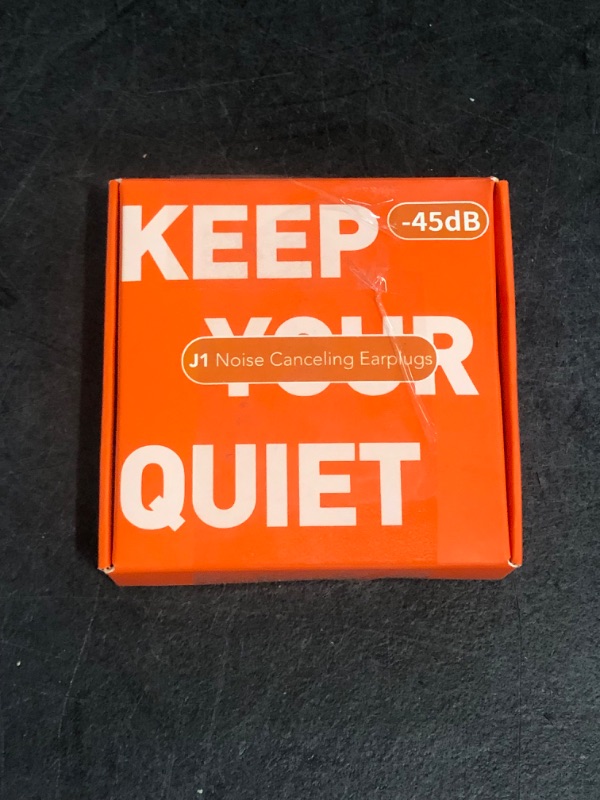 KEEP
-45dB
YOUR
J1 Noise Canceling Earplugs
QUIET